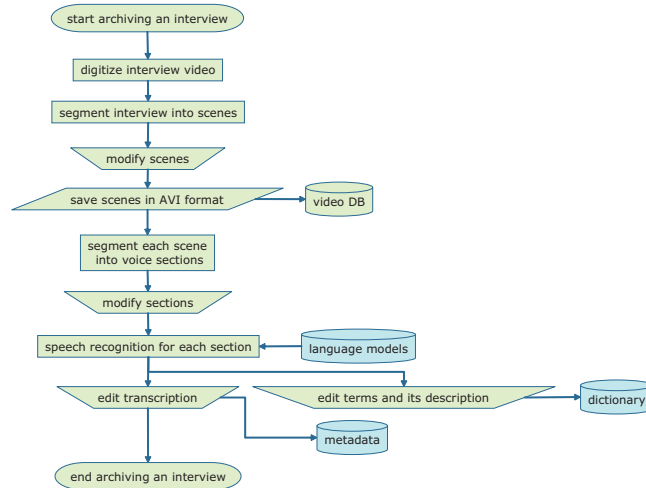 start archiving an interview
digitize interview video
segment interview into scenes
modify scenes
save scenes in AVI format
video DB
segment each scene
into voice sections
modify sections
speech recognition for each section
language models
edit transcription
edit terms and its description
dictionary
metadata
end archiving an interview